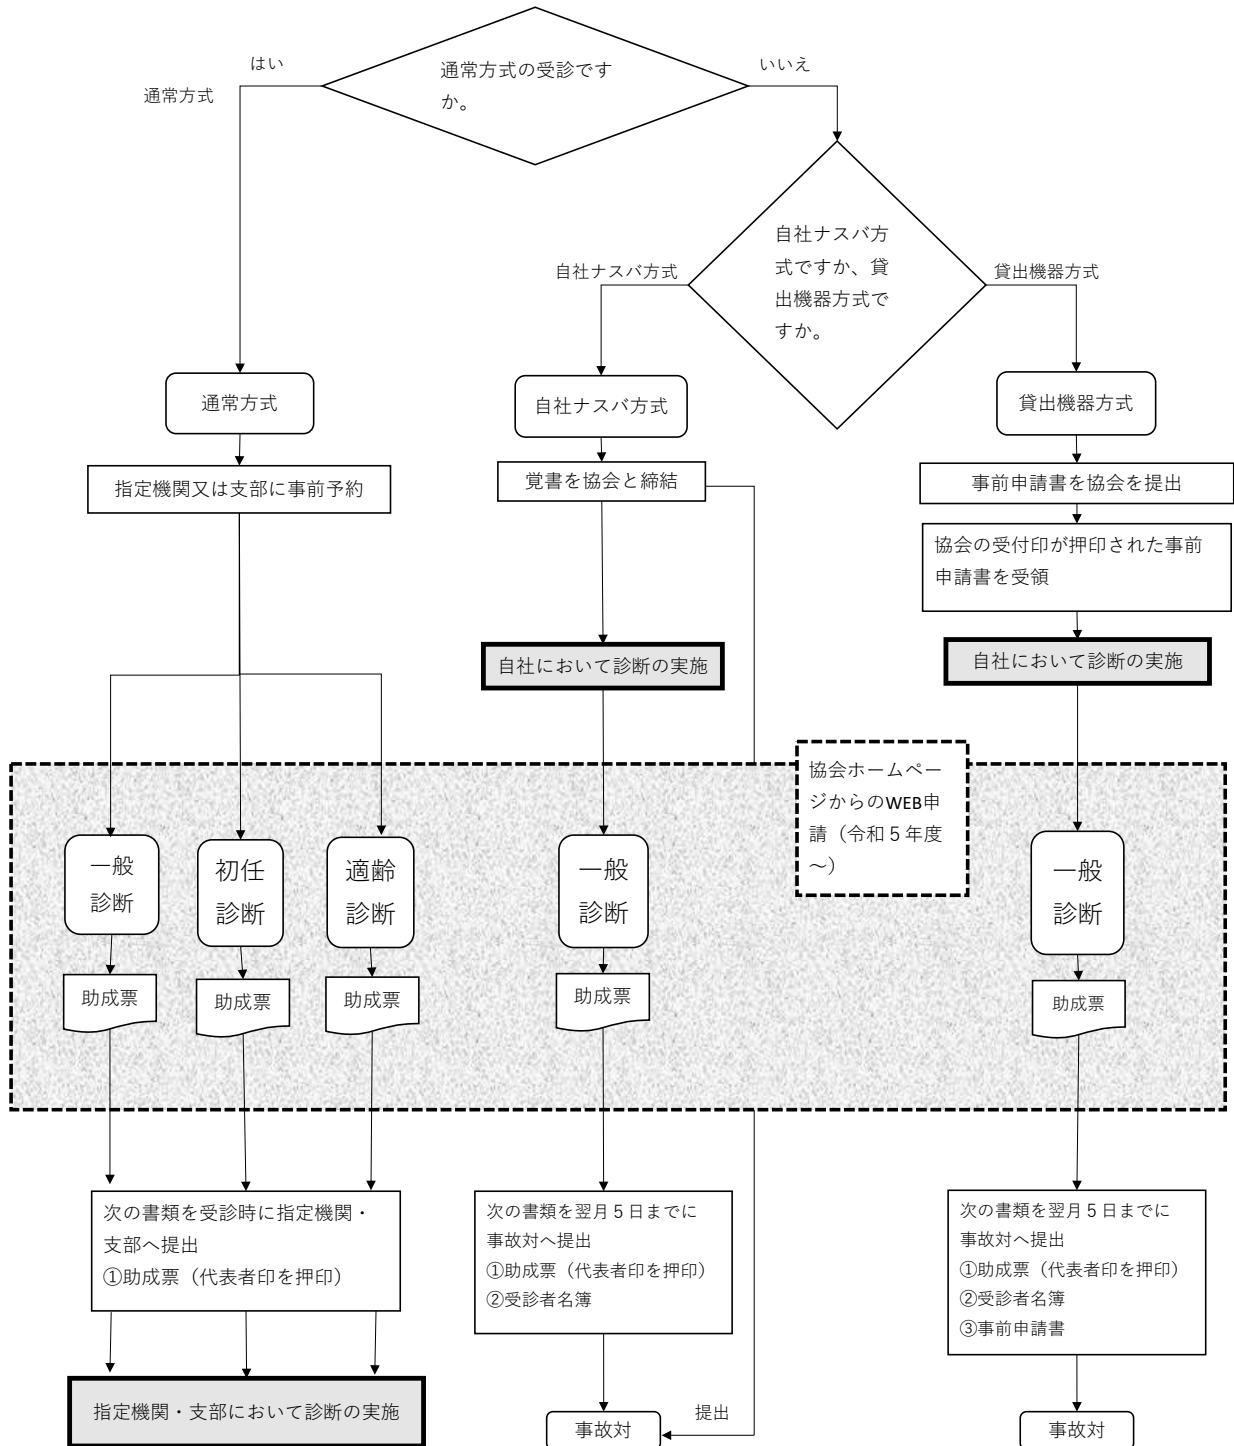 通常方式の受診です
か。
はい
通常方式
いいえ
自社ナスバ方
式ですか、貸
出機器方式で
すか。
自社ナスバ方式
貸出機器方式
通常方式
自社ナスバ方式
貸出機器方式
指定機関又は支部に事前予約
覚書を協会と締結
事前申請書を協会を提出
協会の受付印が押印された事前
申請書を受領
自社において診断の実施
自社において診断の実施
協会ホームペー
ジからのWEB申
請（令和５年度
～）
一般
診断
初任
診断
適齢
診断
一般
診断
一般
診断
助成票
助成票
助成票
助成票
助成票
次の書類を受診時に指定機関・
支部へ提出
①助成票（代表者印を押印）
次の書類を翌月５日までに
事故対へ提出
①助成票（代表者印を押印）
②受診者名簿
次の書類を翌月５日までに
事故対へ提出
①助成票（代表者印を押印）
②受診者名簿
③事前申請書
指定機関・支部において診断の実施
事故対
提出
事故対